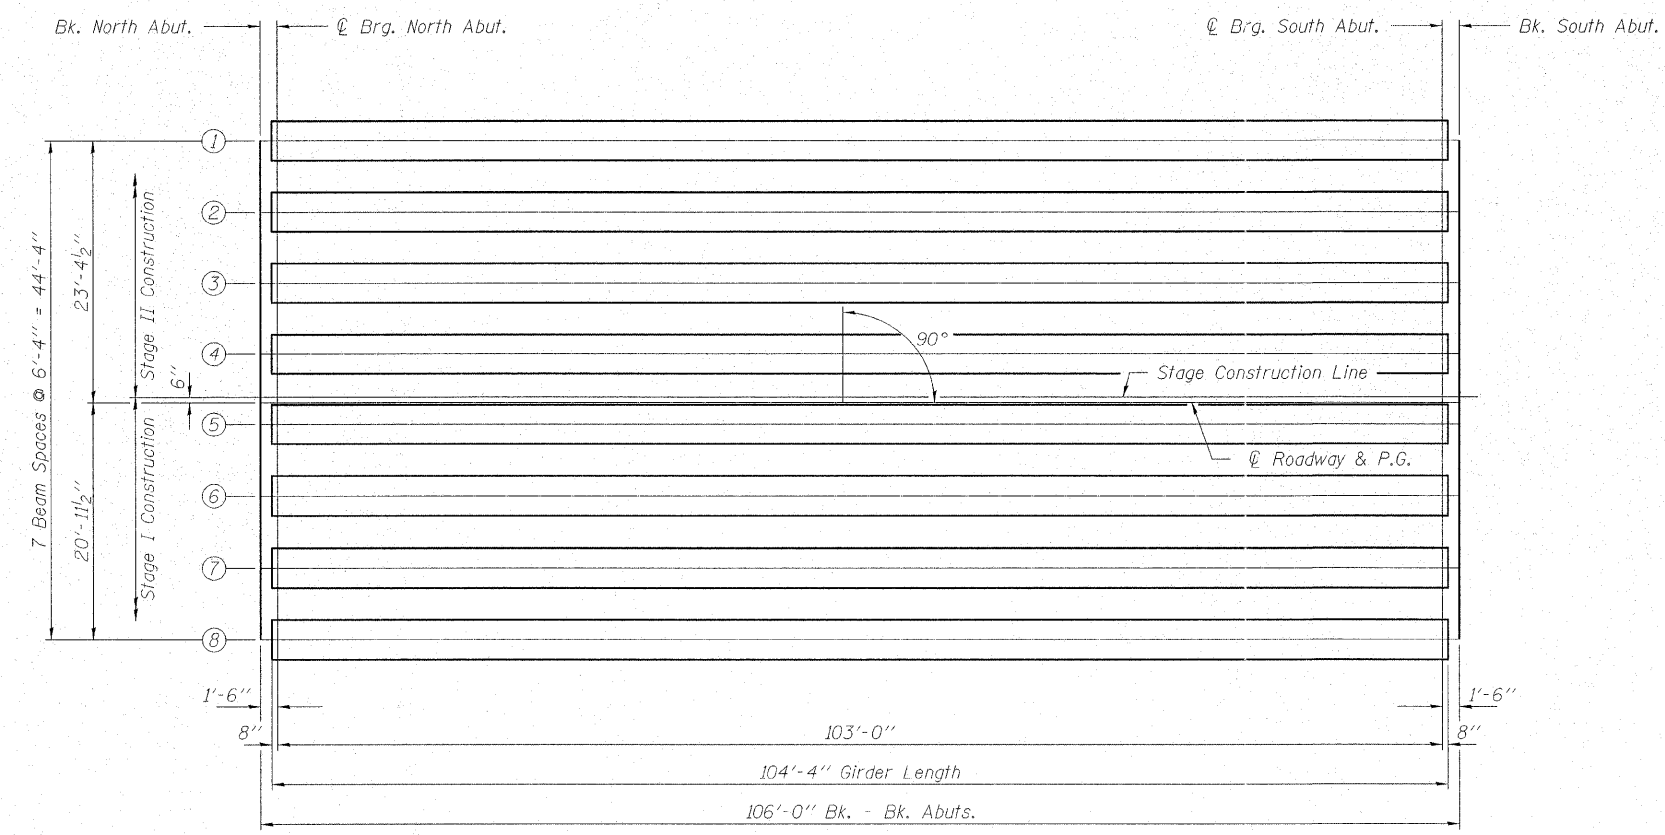 Bk. North Abut.
℄ Brg. North Abut.
℄ Brg. South Abut.
Bk. South Abut.
1
2
3
4
5
6
7
8
7 Beam Spaces @ 6'-4" = 44'-4"
23'-4½"
20'-11½"
Stage II Construction
Stage I Construction
6"
90°
Stage Construction Line
℄ Roadway & P.G.
1'-6"
1'-6"
8"
103'-0"
8"
104'-4" Girder Length
106'-0" Bk. - Bk. Abuts.